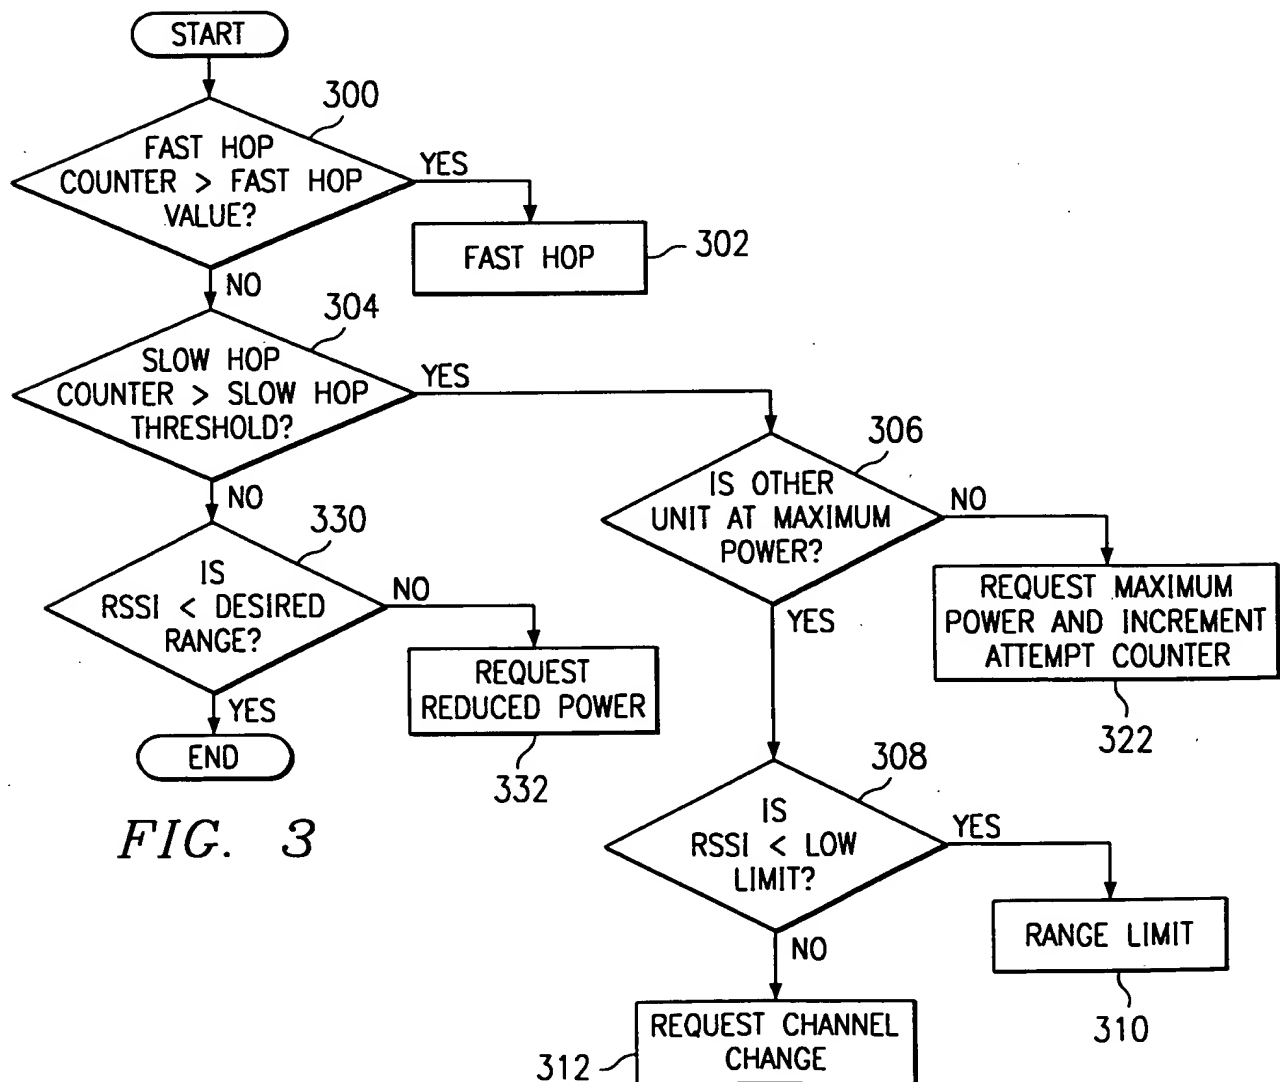 START
300
FAST HOP
COUNTER > FAST HOP
VALUE?
YES
FAST HOP
302
NO
304
SLOW HOP
COUNTER > SLOW HOP
THRESHOLD?
YES
306
IS OTHER
UNIT AT MAXIMUM
POWER?
NO
REQUEST MAXIMUM
POWER AND INCREMENT
ATTEMPT COUNTER
322
NO
330
IS
RSSI < DESIRED
RANGE?
NO
REQUEST
REDUCED POWER
332
YES
END
YES
308
IS
RSSI < LOW
LIMIT?
YES
RANGE LIMIT
310
NO
REQUEST CHANNEL
CHANGE
312
FIG. 3